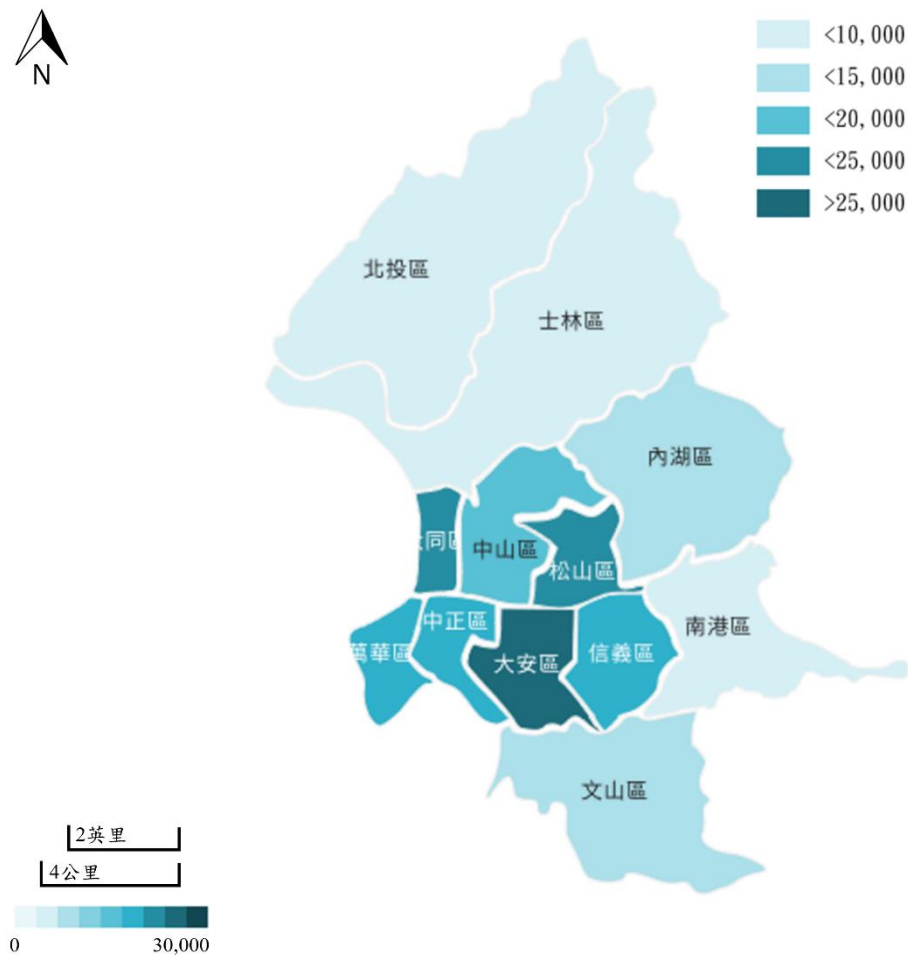 N
<10,000
<15,000
<20,000
<25,000
>25,000
北投區
士林區
內湖區
同區
中山區
松山區
中正區
南港區
萬華區
大安區
信義區
文山區
2英里
4公里
0 30,000